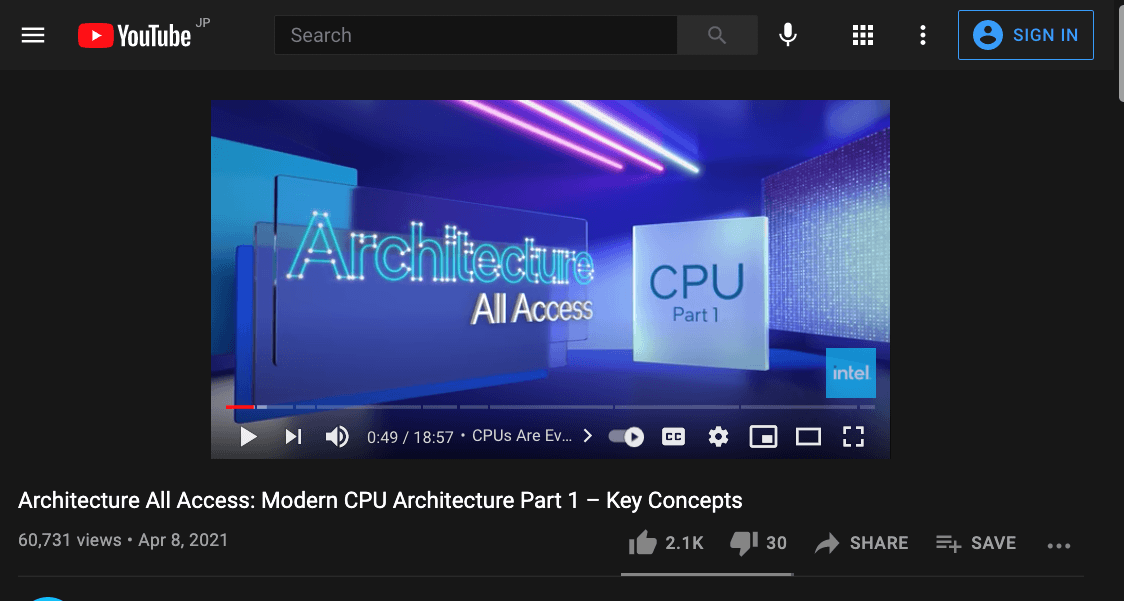 YouTube JP
Search
SIGN IN
Architecture
All Access
CPU
Part 1
intel.
0:49 / 18:57 • CPUs Are Ev...
CC
Architecture All Access: Modern CPU Architecture Part 1 – Key Concepts
60,731 views • Apr 8, 2021
2.1K
30
SHARE
SAVE